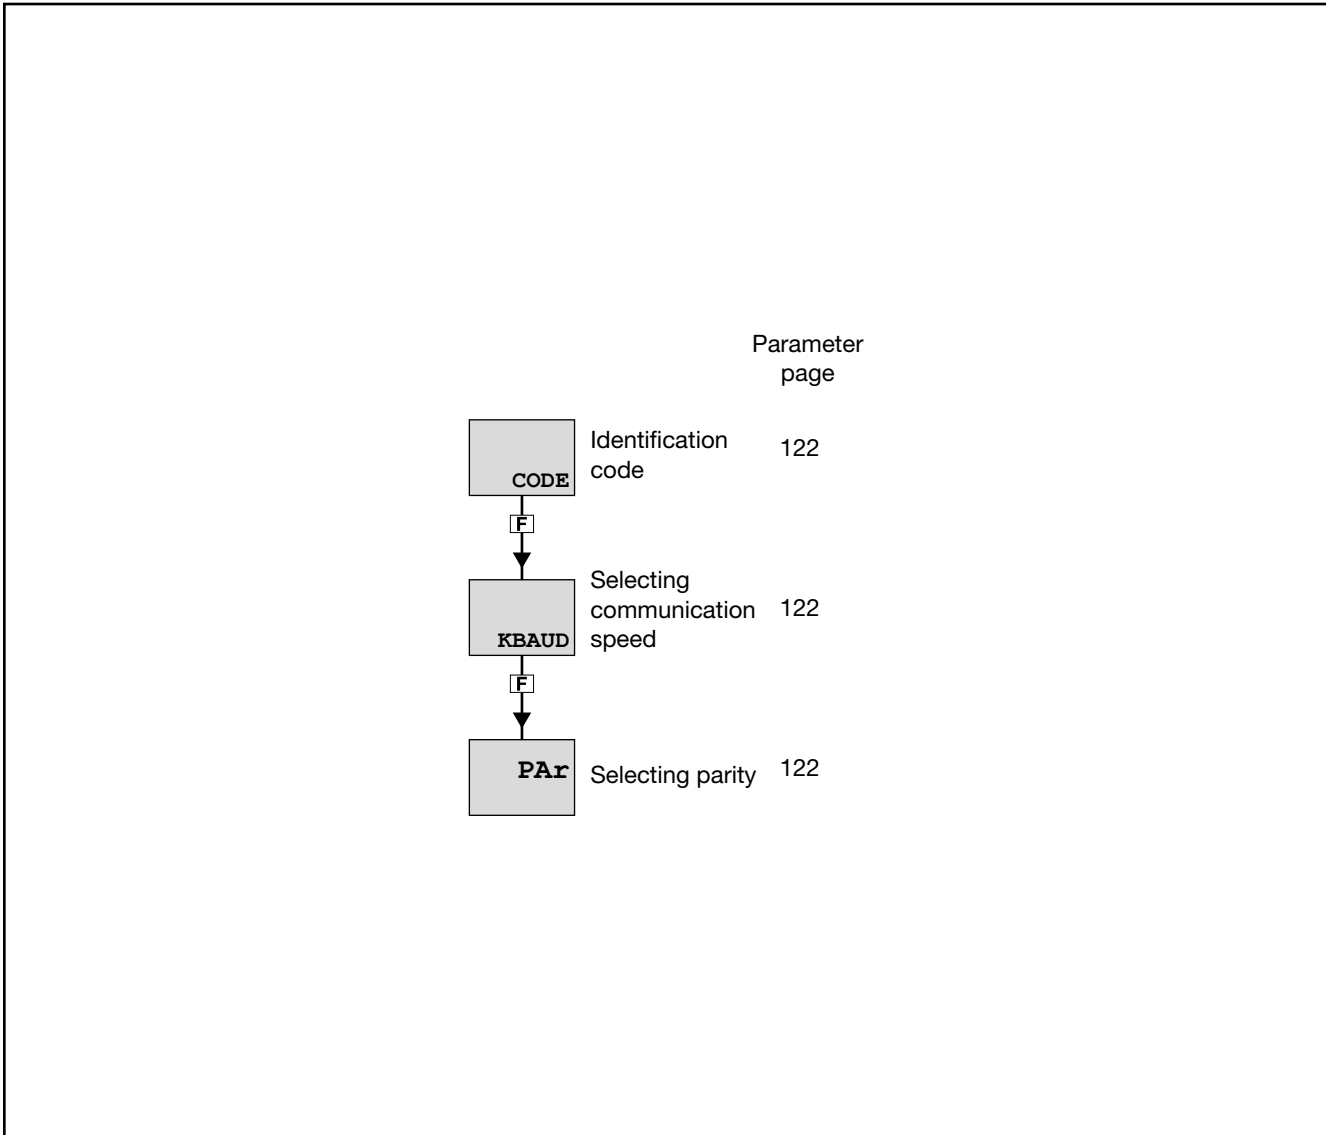 Parameter
page
CODE
Identification
code
122
F
KBAUD
Selecting
communication
speed
122
F
PAr
Selecting parity
122